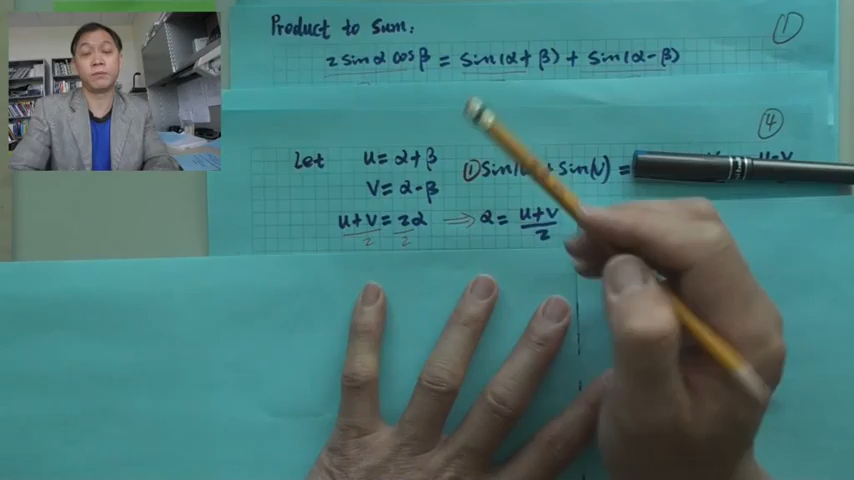 Product to Sum: ①
2 sin α cos β = sin(α + β) + sin(α - β)
④
Let u = α + β ① sin(u) + sin(v) =
v = α - β
u + v = 2α ⟹ α = u+v
2 2 2